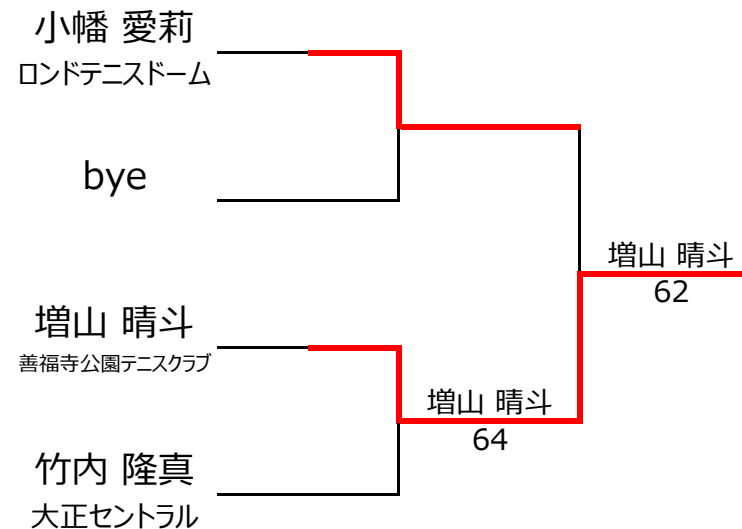 小幡 愛莉
ロンドテニスドーム
bye
増山 晴斗
62
増山 晴斗
善福寺公園テニスクラブ
増山 晴斗
64
竹内 隆真
大正セントラル